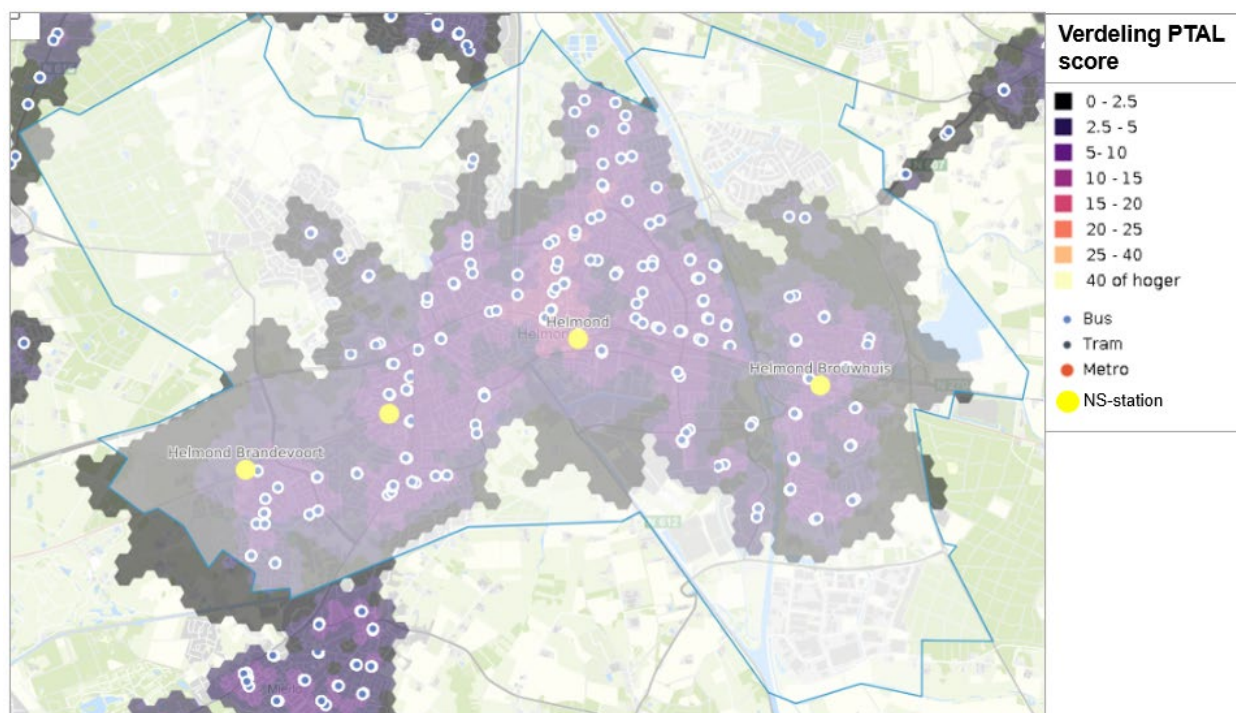 Verdeling PTAL
score
0 - 2.5
2.5 - 5
5- 10
10 - 15
15 - 20
20 - 25
25 - 40
40 of hoger
Bus
Tram
Metro
NS-station
Helmond
Helmond Brouwhuis
Helmond Brandevoort
N 612